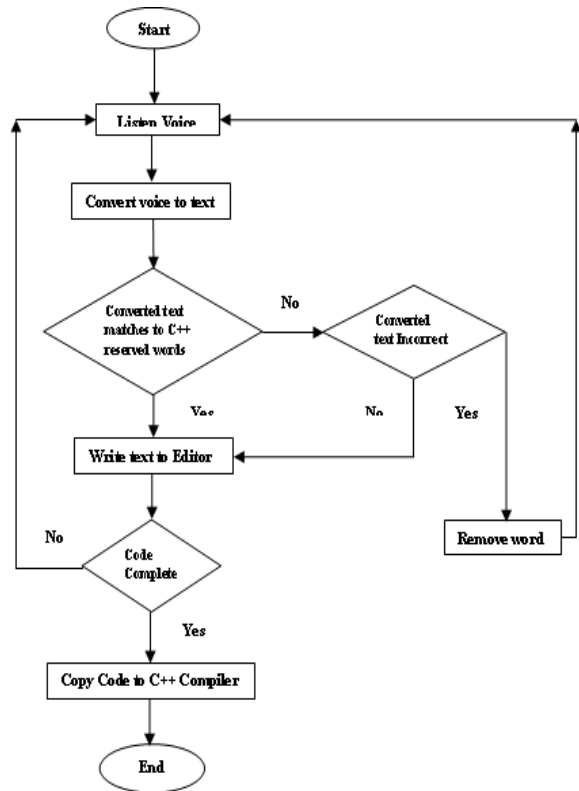 Start
Listen Voice
Convert voice to text
Converted text
matches to C++
reserved words
No
Converted
text Incorrect
Yes
No
Yes
Write text to Editor
No
Code
Complete
Remove word
Yes
Copy Code to C++ Compiler
End